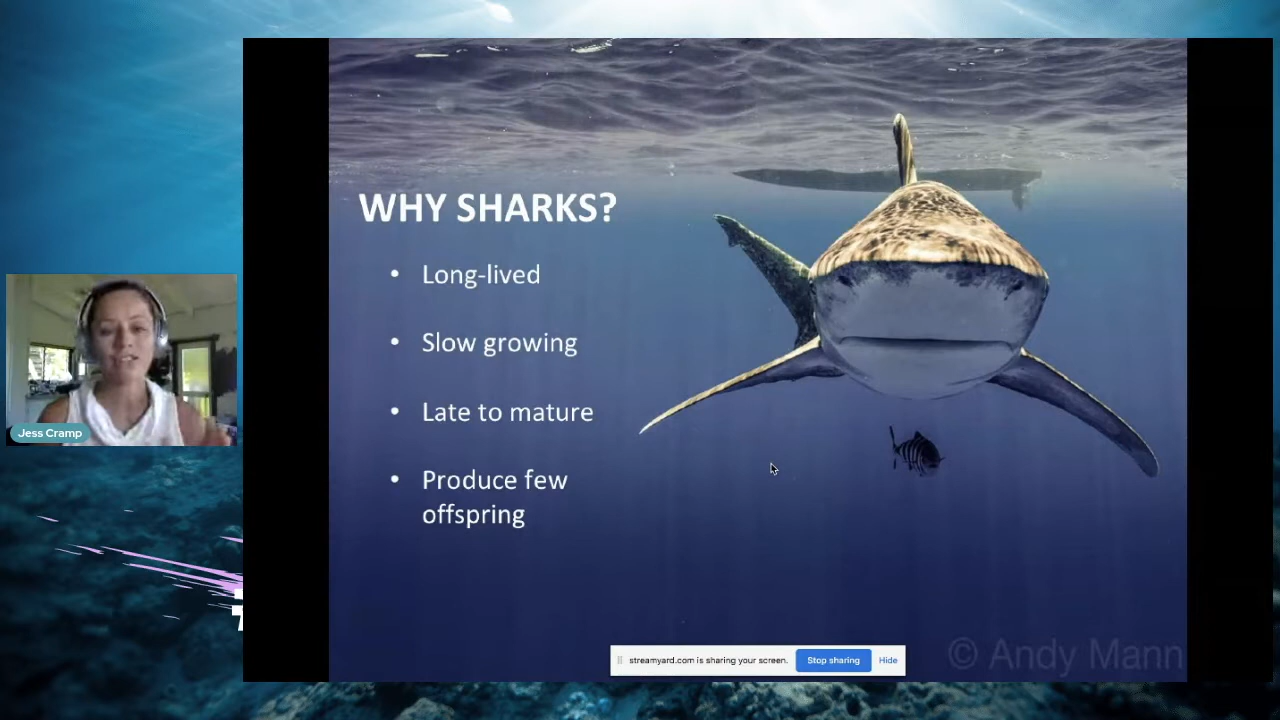 WHY SHARKS?
• Long-lived
• Slow growing
• Late to mature
• Produce few
offspring
Jess Cramp
streamyard.com is sharing your screen.
Stop sharing
Hide
© Andy Mann